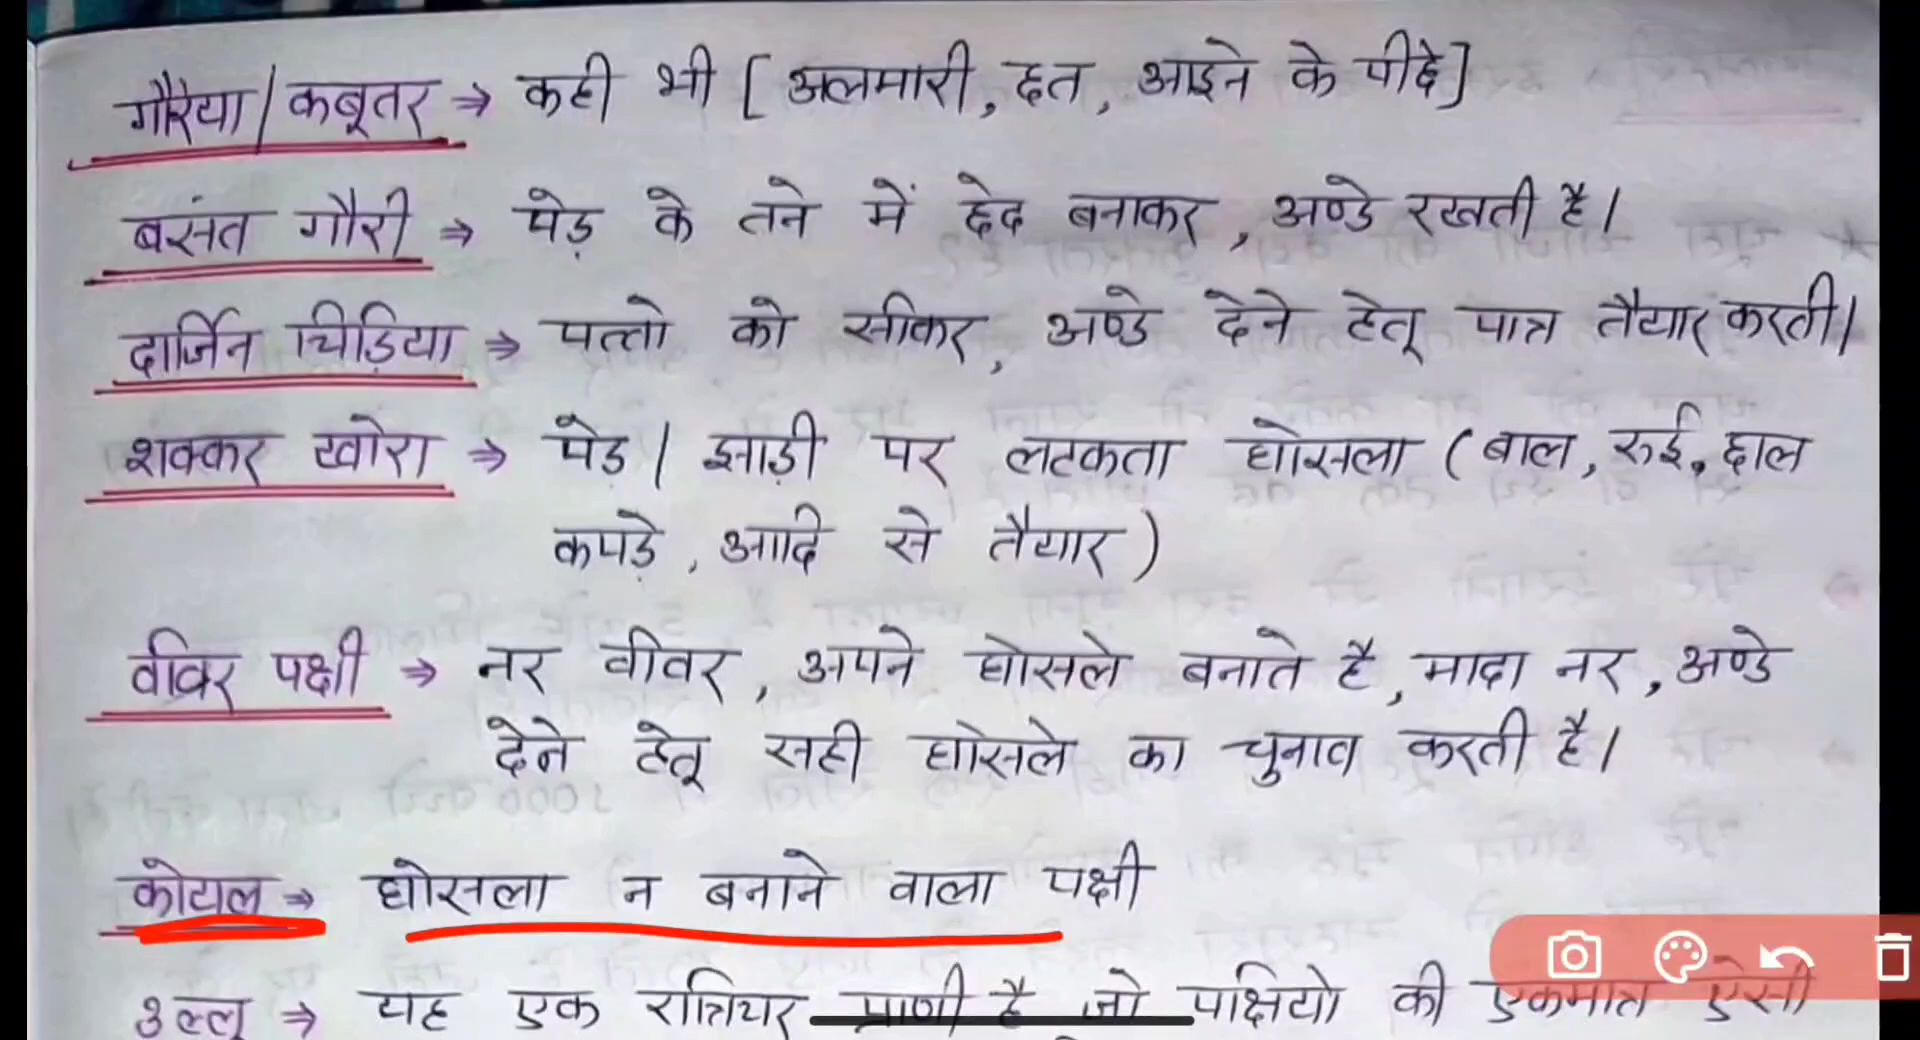 गौरैया/कबूतर ⇒ कही भी [अलमारी, छत, आइने के पीछे]
बसंत गौरी ⇒ पेड़ के तने में छेद बनाकर, अण्डे रखती है।
दार्जिन चिड़िया ⇒ पत्तो को सीकर, अण्डे देने हेतू पात्र तैयार करती।
शक्कर खोरा ⇒ पेड़/झाड़ी पर लटकता घोसला (बाल, रुई, छाल
कपड़े, आदि से तैयार)
वीवर पक्षी ⇒ नर वीवर, अपने घोसले बनाते है, मादा नर, अण्डे
देने हेतू सही घोसले का चुनाव करती है।
कोयल ⇒ घोसला न बनाने वाला पक्षी
उल्लू ⇒ यह एक रात्रिचर प्राणी है जो पक्षियो की एकमात्र ऐसी